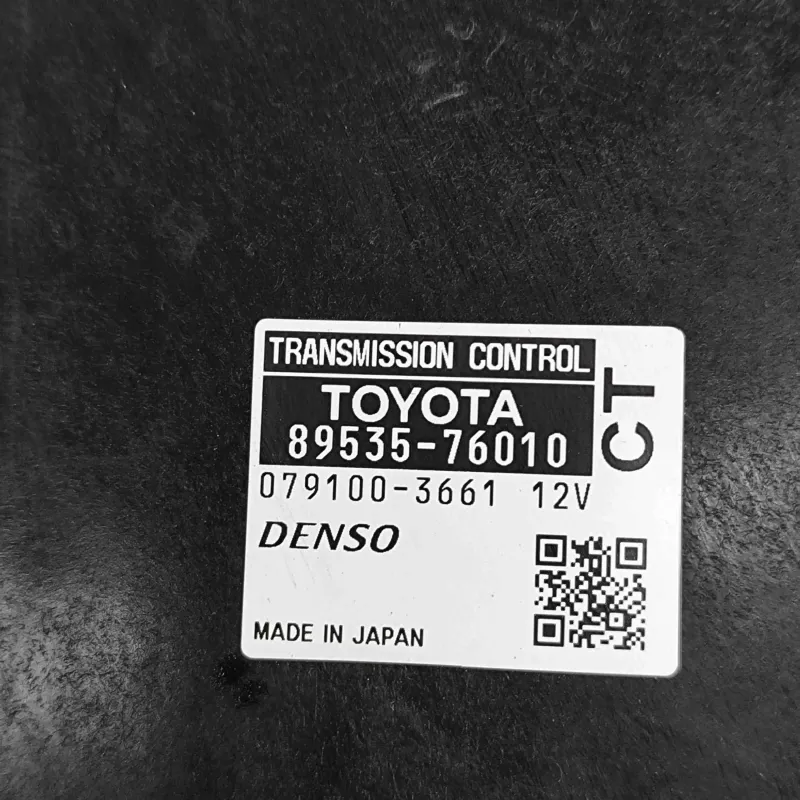 TRANSMISSION CONTROL
TOYOTA
89535-76010
CT
079100-3661 12V
DENSO
MADE IN JAPAN